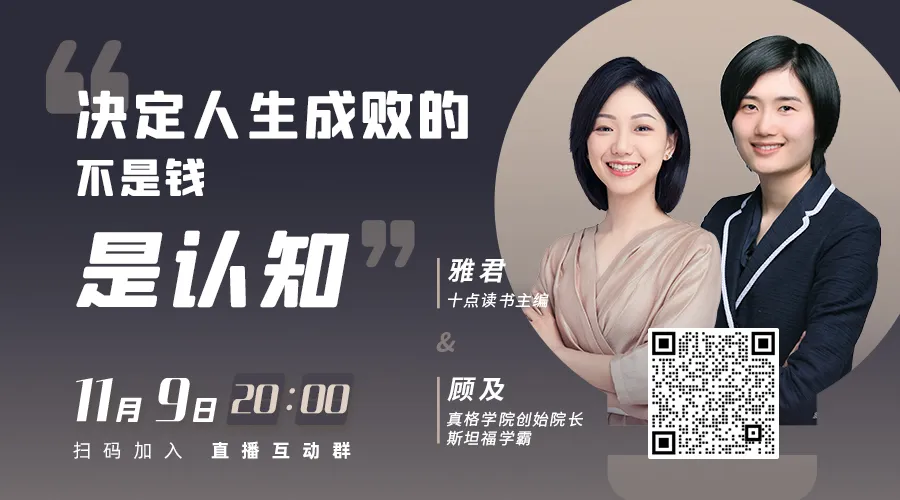 “决定人生成败的
不是钱
是认知”
雅君
十点读书主编
&
顾及
真格学院创始院长
斯坦福学霸
11月9日 20:00
扫码加入 直播互动群